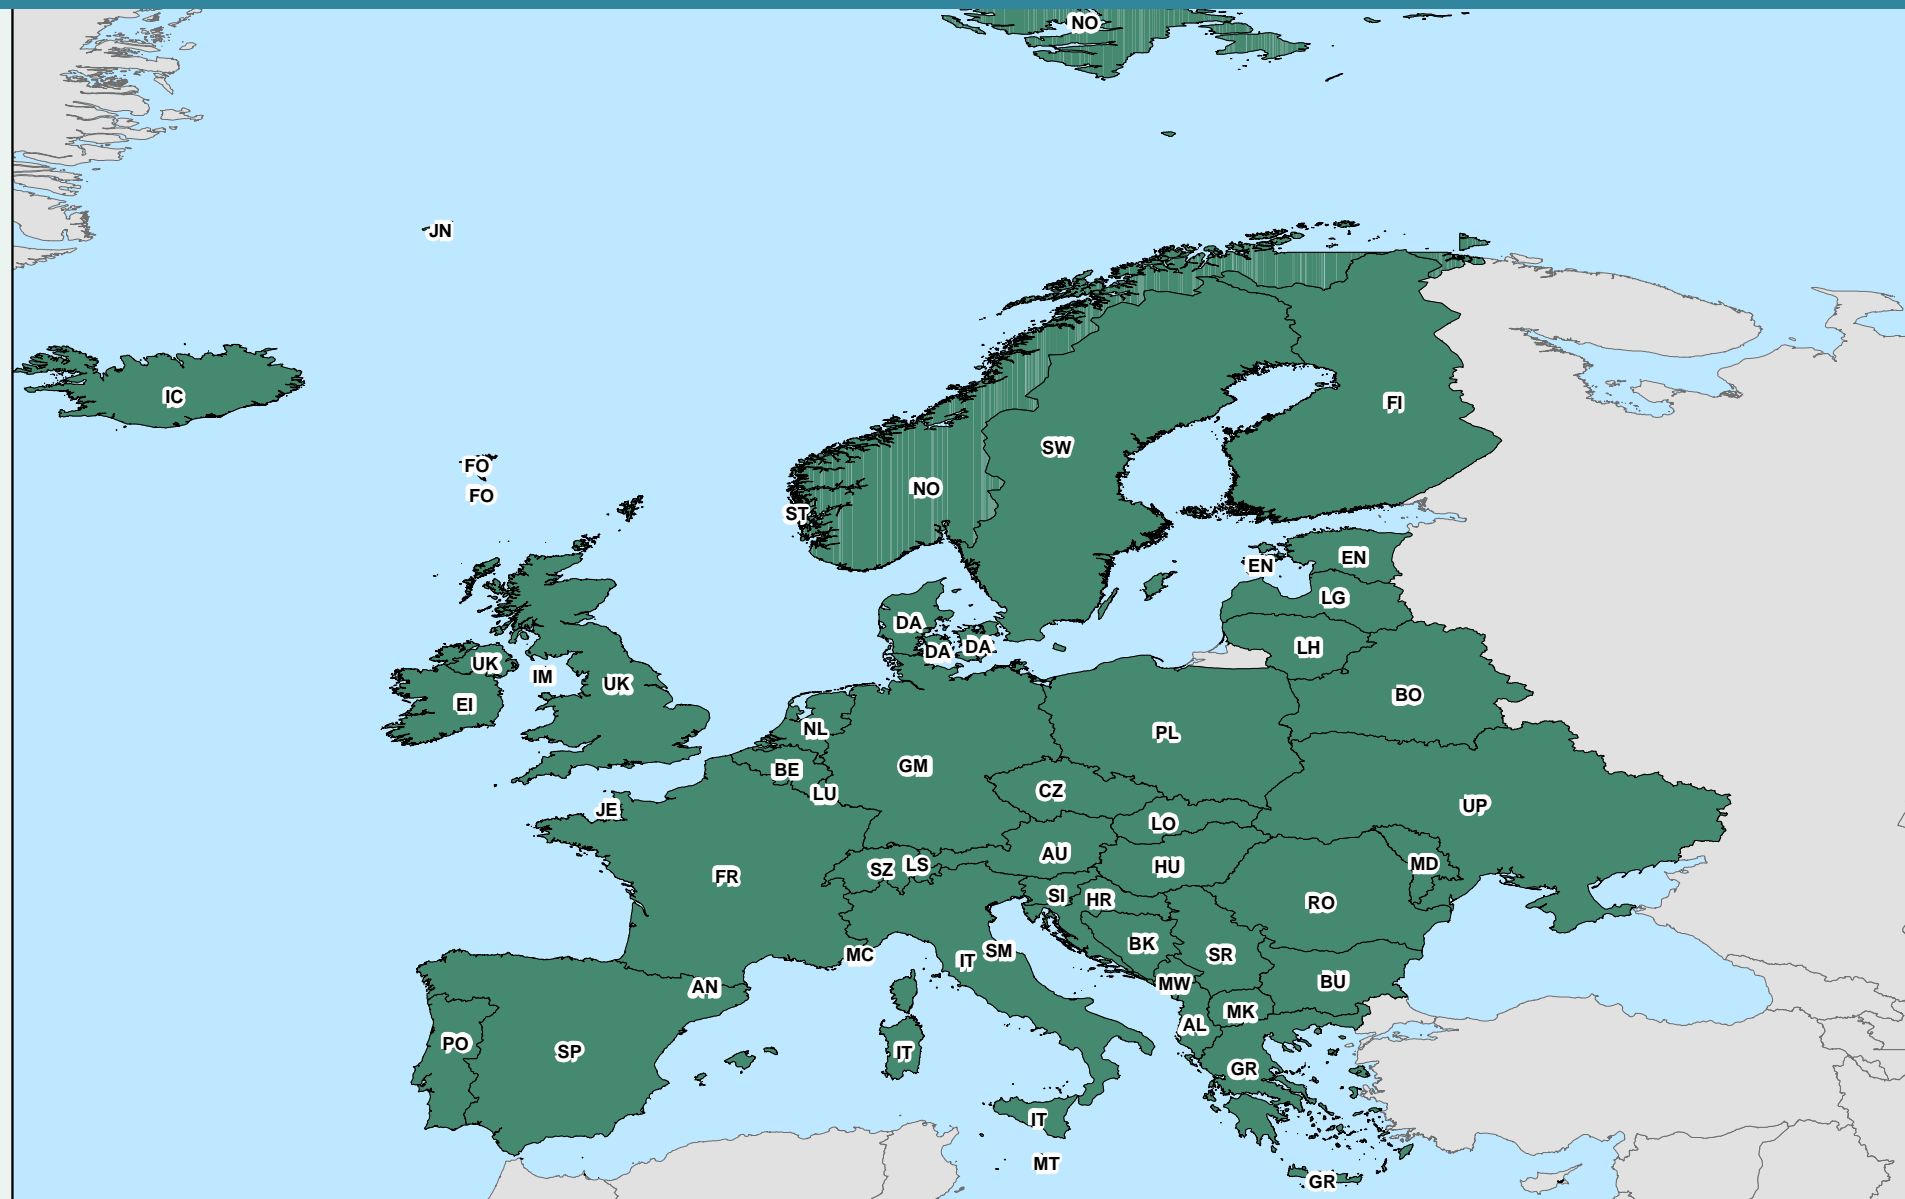 NO
JN
IC
FI
SW
FO
NO
FO
ST
EN
EN
LG
DA
LH
DA
DA
UK
IM
UK
BO
EI
NL
PL
GM
BE
CZ
LU
UP
JE
LO
AU
MD
LS
HU
SZ
FR
SI
HR
RO
BK
SM
MC
SR
IT
BU
MW
AN
MK
AL
PO
SP
IT
GR
IT
MT
GR